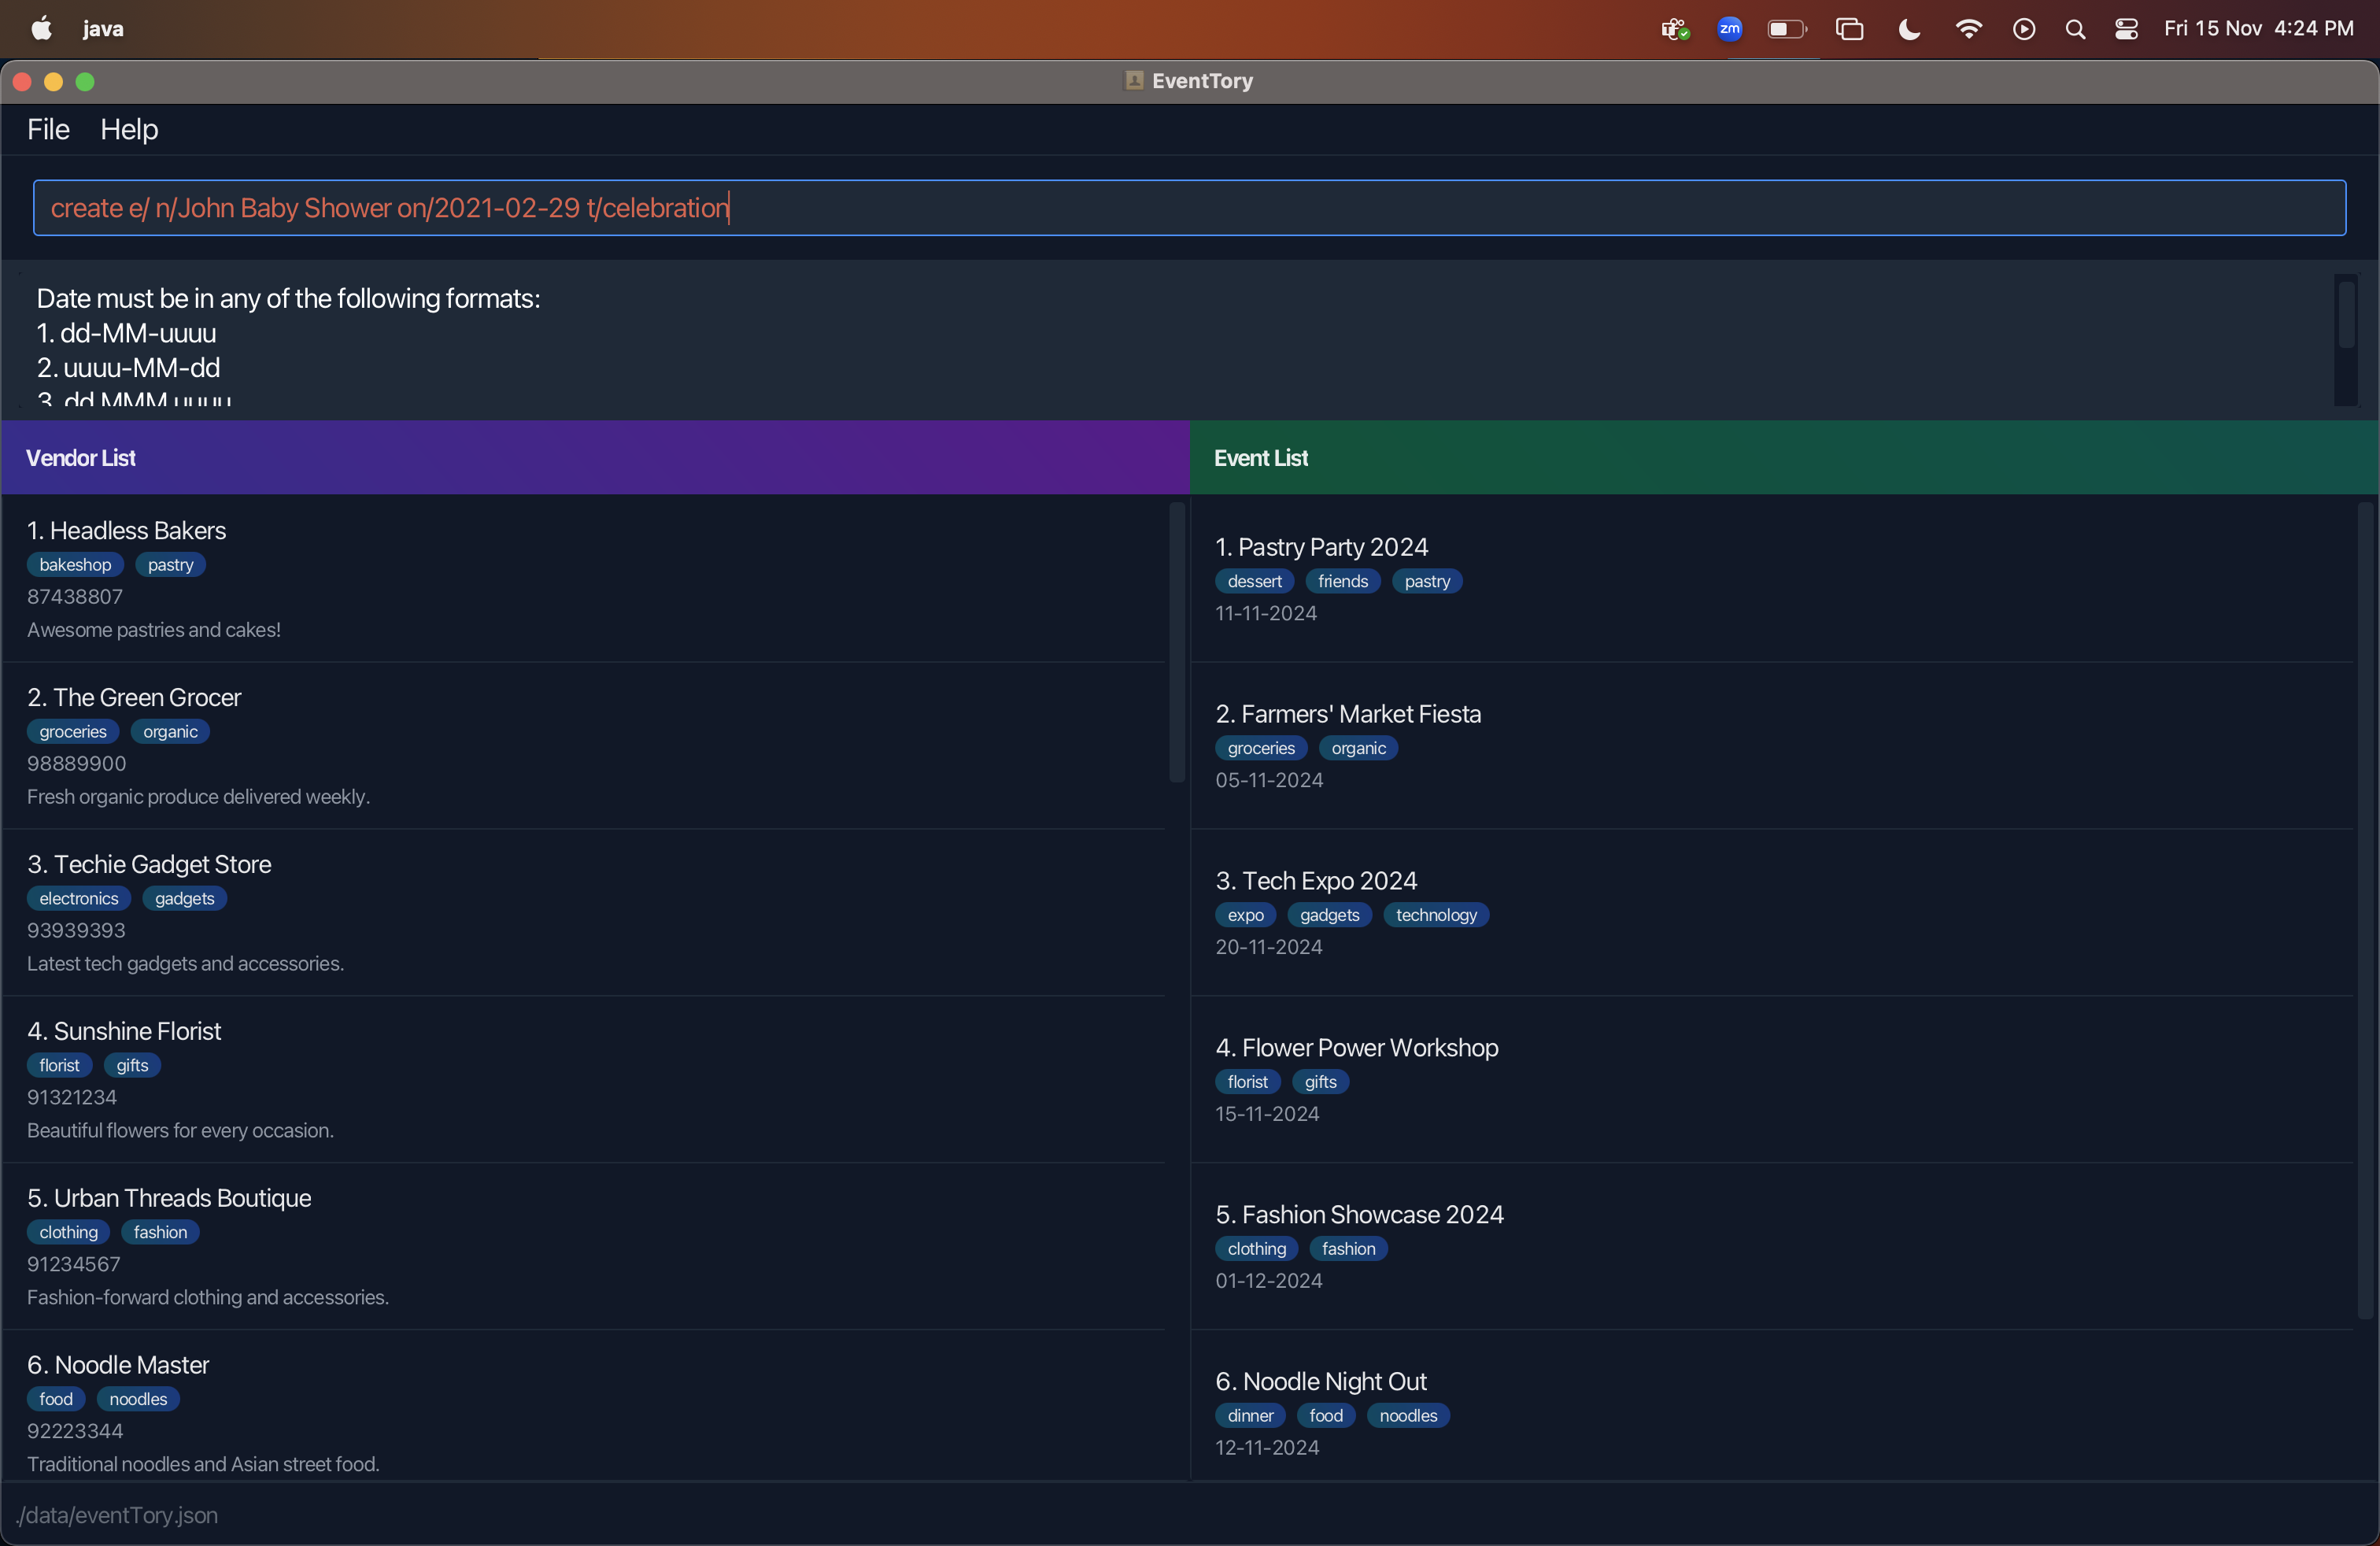 java
zm
Fri 15 Nov 4:24 PM
EventTory
File Help
create e/ n/John Baby Shower on/2021-02-29 t/celebration
Date must be in any of the following formats:
1. dd-MM-uuuu
2. uuuu-MM-dd
3. dd MMM uuuu
Vendor List
1. Headless Bakers
bakeshop pastry
87438807
Awesome pastries and cakes!
2. The Green Grocer
groceries organic
98889900
Fresh organic produce delivered weekly.
3. Techie Gadget Store
electronics gadgets
93939393
Latest tech gadgets and accessories.
4. Sunshine Florist
florist gifts
91321234
Beautiful flowers for every occasion.
5. Urban Threads Boutique
clothing fashion
91234567
Fashion-forward clothing and accessories.
6. Noodle Master
food noodles
92223344
Traditional noodles and Asian street food.
Event List
1. Pastry Party 2024
dessert friends pastry
11-11-2024
2. Farmers' Market Fiesta
groceries organic
05-11-2024
3. Tech Expo 2024
expo gadgets technology
20-11-2024
4. Flower Power Workshop
florist gifts
15-11-2024
5. Fashion Showcase 2024
clothing fashion
01-12-2024
6. Noodle Night Out
dinner food noodles
12-11-2024
./data/eventTory.json